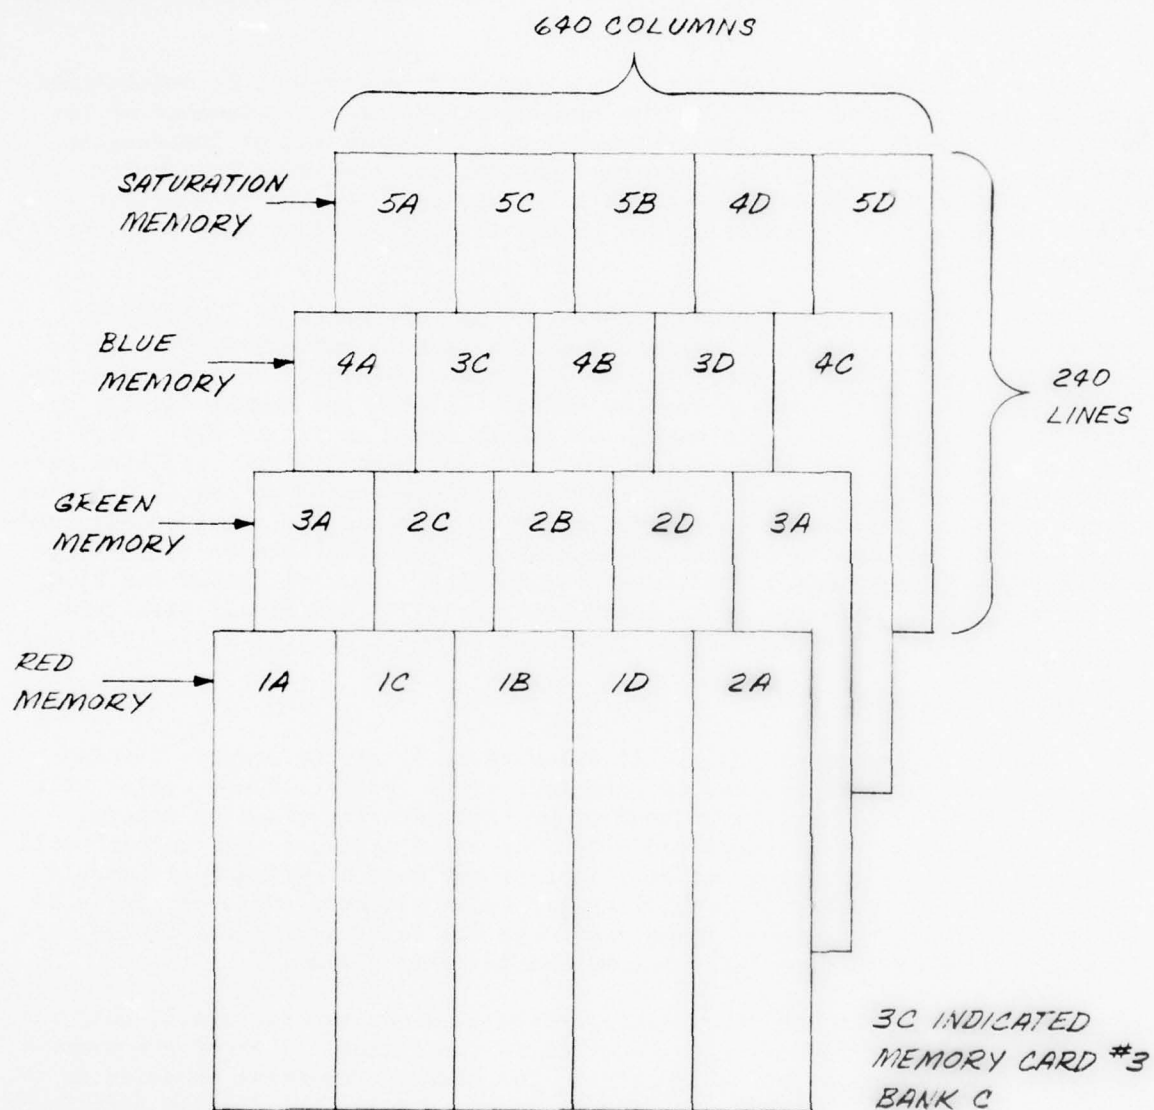 640 COLUMNS
SATURATION
MEMORY
5A 5C 5B 4D 5D
BLUE
MEMORY
4A 3C 4B 3D 4C
240
LINES
GREEN
MEMORY
3A 2C 2B 2D 3A
RED
MEMORY
1A 1C 1B 1D 2A
3C INDICATED
MEMORY CARD #3
BANK C